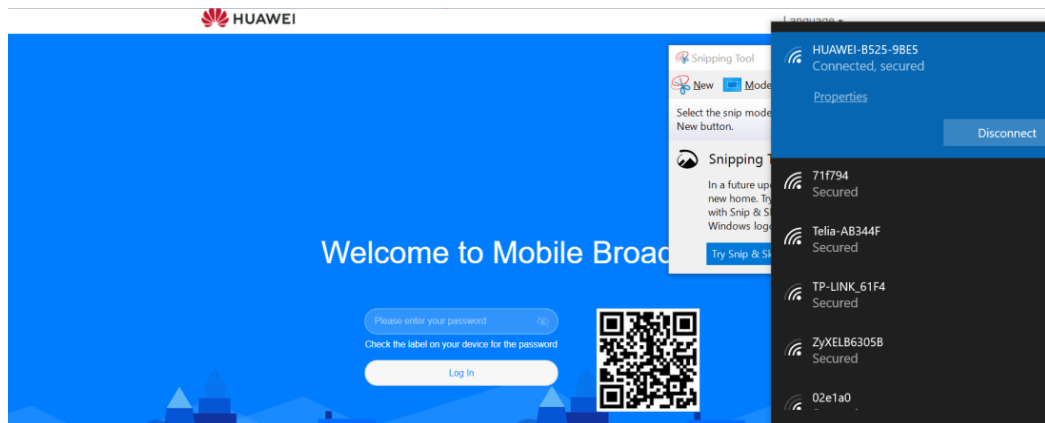 HUAWEI
Language
Welcome to Mobile Broad
Please enter your password
Check the label on your device for the password
Log In
Snipping Tool
New Mode
Select the snip mode
New button.
Snipping T
In a future upd
new home. Try
with Snip & Sk
Windows logo
Try Snip & Sk
HUAWEI-B525-9BE5
Connected, secured
Properties
Disconnect
71f794
Secured
Telia-AB344F
Secured
TP-LINK_61F4
Secured
ZyXELB6305B
Secured
02e1a0